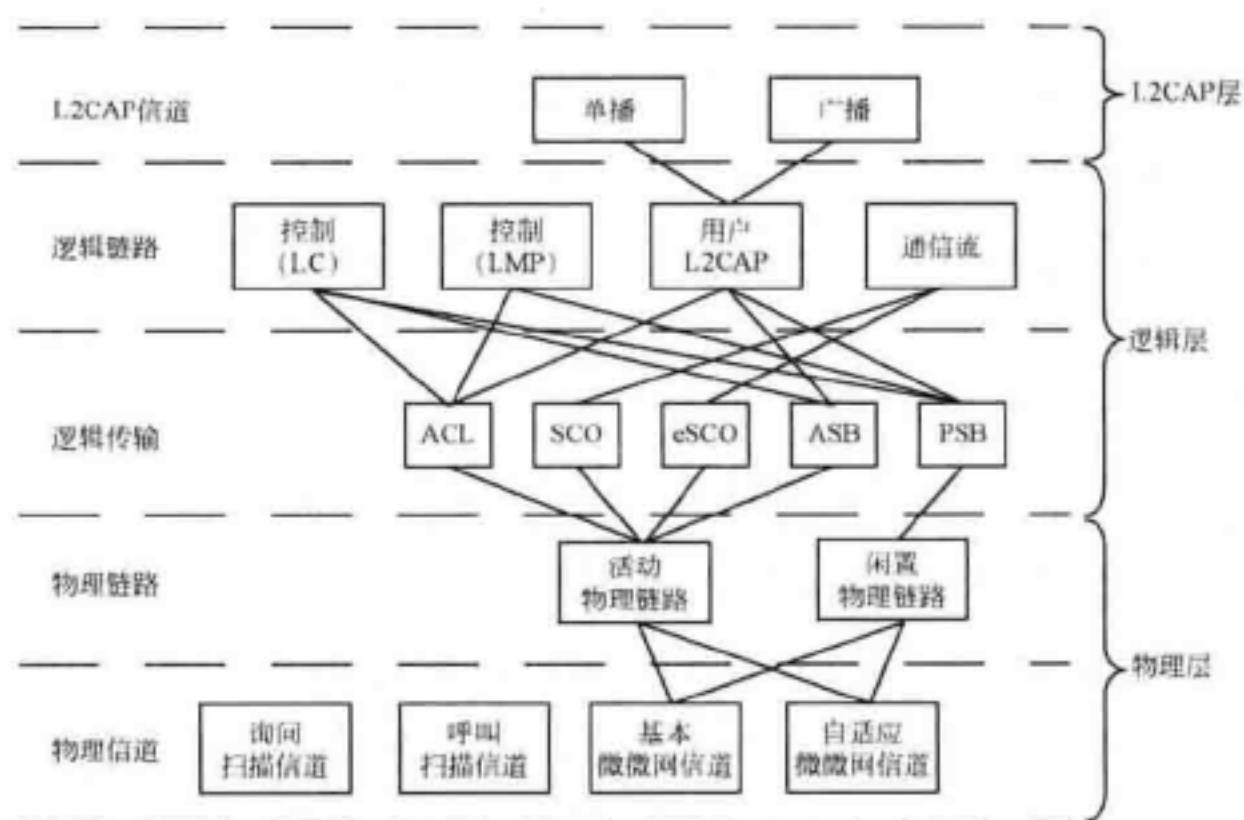 L2CAP信道
单播
广播
L2CAP层
逻辑链路
控制
(LC)
控制
(LMP)
用户
L2CAP
通信流
逻辑层
逻辑传输
ACL
SCO
eSCO
ASB
PSB
物理链路
活动
物理链路
闲置
物理链路
物理层
物理信道
询问
扫描信道
呼叫
扫描信道
基本
微微网信道
自适应
微微网信道